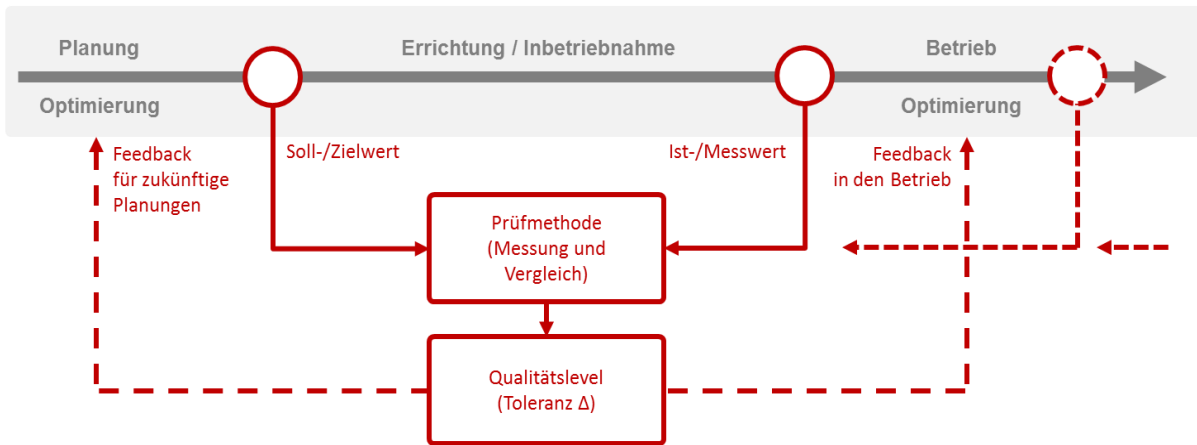 Planung
Errichtung / Inbetriebnahme
Betrieb
Optimierung
Optimierung
Feedback
für zukünftige
Planungen
Soll-/Zielwert
Ist-/Messwert
Feedback
in den Betrieb
Prüfmethode
(Messung und
Vergleich)
Qualitätslevel
(Toleranz Δ)